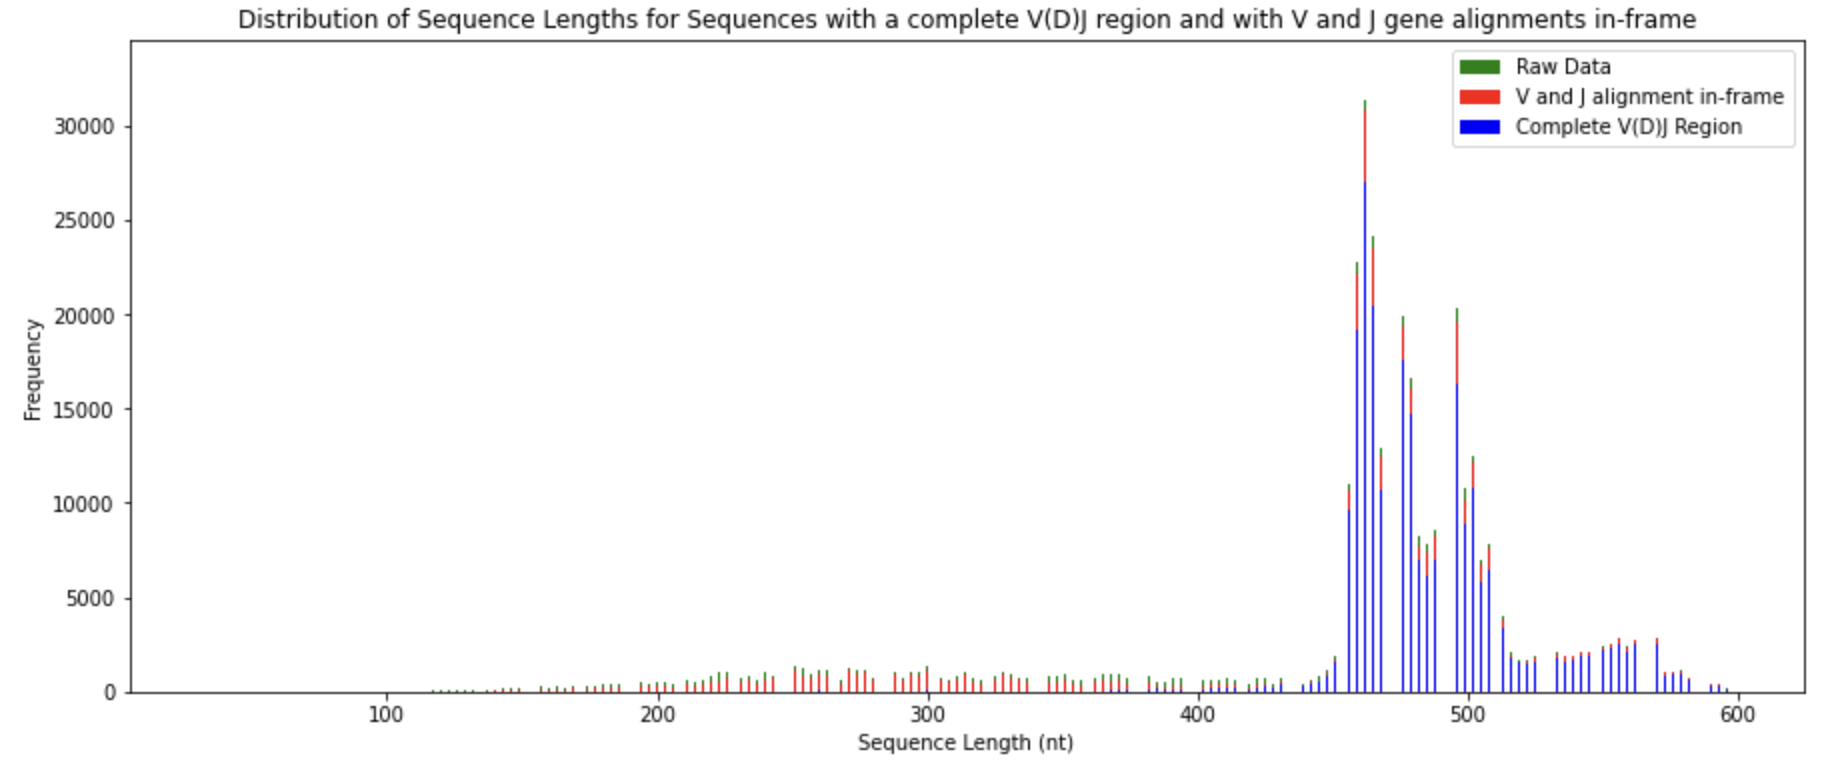 Distribution of Sequence Lengths for Sequences with a complete V(D)J region and with V and J gene alignments in-frame
Raw Data
V and J alignment in-frame
Complete V(D)J Region
Frequency
30000
25000
20000
15000
10000
5000
0
100 200 300 400 500 600
Sequence Length (nt)